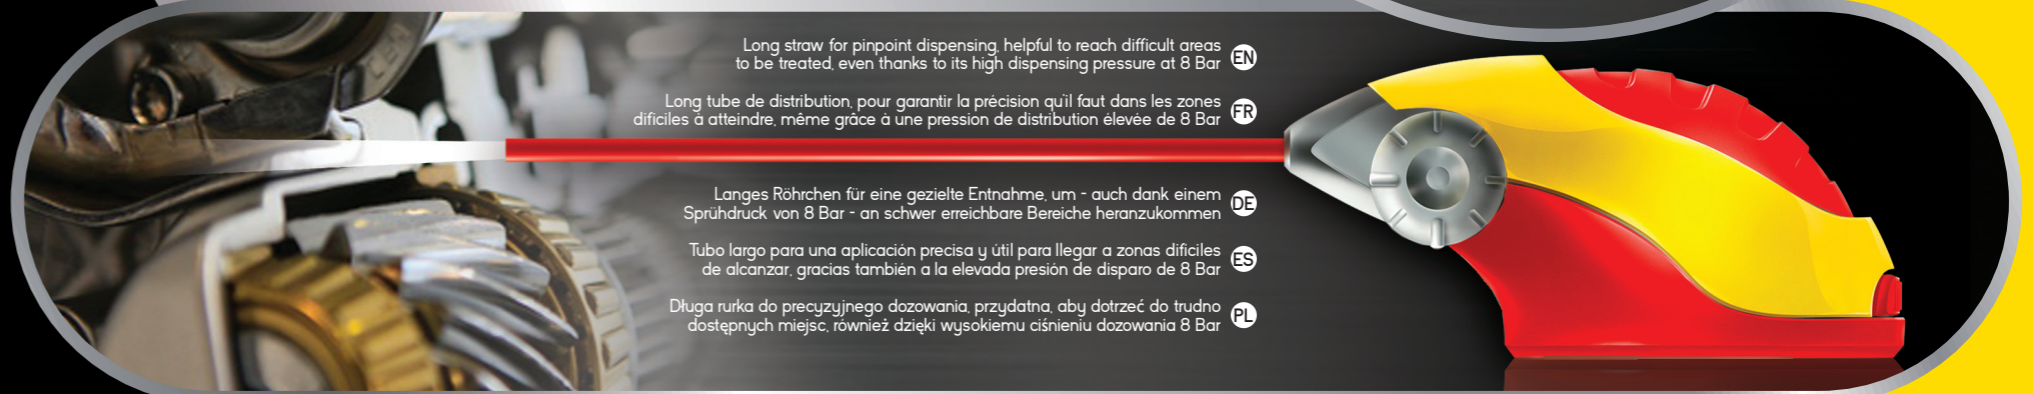 Long straw for pinpoint dispensing, helpful to reach difficult areas
to be treated, even thanks to its high dispensing pressure at 8 Bar
EN
Long tube de distribution, pour garantir la précision qu'il faut dans les zones
dificiles à atteindre, même grâce à une pression de distribution élevée de 8 Bar
FR
Langes Röhrchen für eine gezielte Entnahme, um - auch dank einem
Sprühdruck von 8 Bar - an schwer erreichbare Bereiche heranzukommen
DE
Tubo largo para una aplicación precisa y útil para llegar a zonas dificiles
de alcanzar, gracias también a la elevada presión de disparo de 8 Bar
ES
Długa rurka do precyzyjnego dozowania, przydatna, aby dotrzeć do trudno
dostępnych miejsc, również dzięki wysokiemu ciśnieniu dozowania 8 Bar
PL